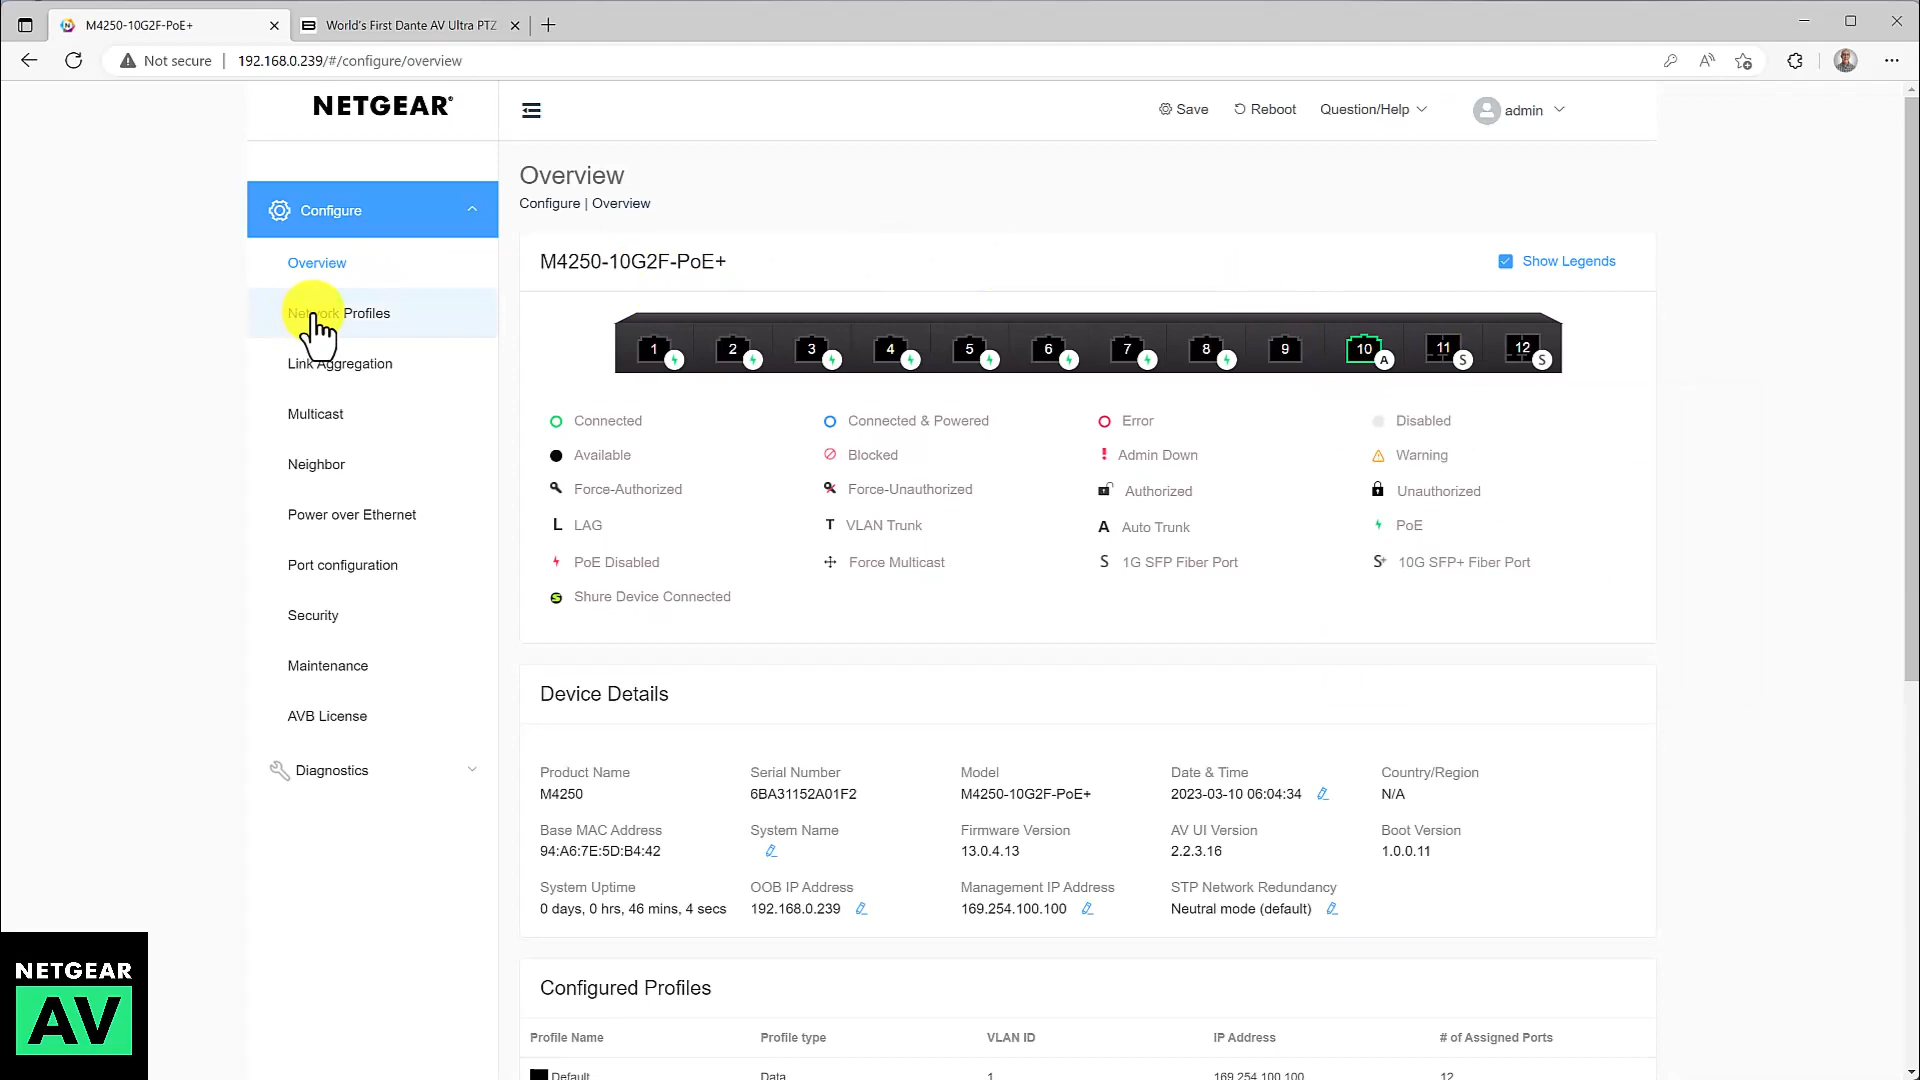 M4250-10G2F-PoE+
World's First Dante AV Ultra PTZ
Not secure
192.168.0.239/#/configure/overview
NETGEAR®
Save
Reboot
Question/Help
admin
Configure
Overview
Network Profiles
Link Aggregation
Multicast
Neighbor
Power over Ethernet
Port configuration
Security
Maintenance
AVB License
Diagnostics
Overview
Configure | Overview
M4250-10G2F-PoE+
Show Legends
1 2 3 4 5 6 7 8 9 10 A 11 S 12 S
Connected
Connected & Powered
Error
Disabled
Available
Blocked
Admin Down
Warning
Force-Authorized
Force-Unauthorized
Authorized
Unauthorized
L LAG
T VLAN Trunk
A Auto Trunk
PoE
PoE Disabled
Force Multicast
S 1G SFP Fiber Port
S+ 10G SFP+ Fiber Port
Shure Device Connected
Device Details
Product Name Serial Number Model Date & Time Country/Region
M4250 6BA31152A01F2 M4250-10G2F-PoE+ 2023-03-10 06:04:34 N/A
Base MAC Address System Name Firmware Version AV UI Version Boot Version
94:A6:7E:5D:B4:42 13.0.4.13 2.2.3.16 1.0.0.11
System Uptime OOB IP Address Management IP Address STP Network Redundancy
0 days, 0 hrs, 46 mins, 4 secs 192.168.0.239 169.254.100.100 Neutral mode (default)
Configured Profiles
Profile Name Profile type VLAN ID IP Address # of Assigned Ports
Default Data 1 169.254.100.100 12
NETGEAR
AV